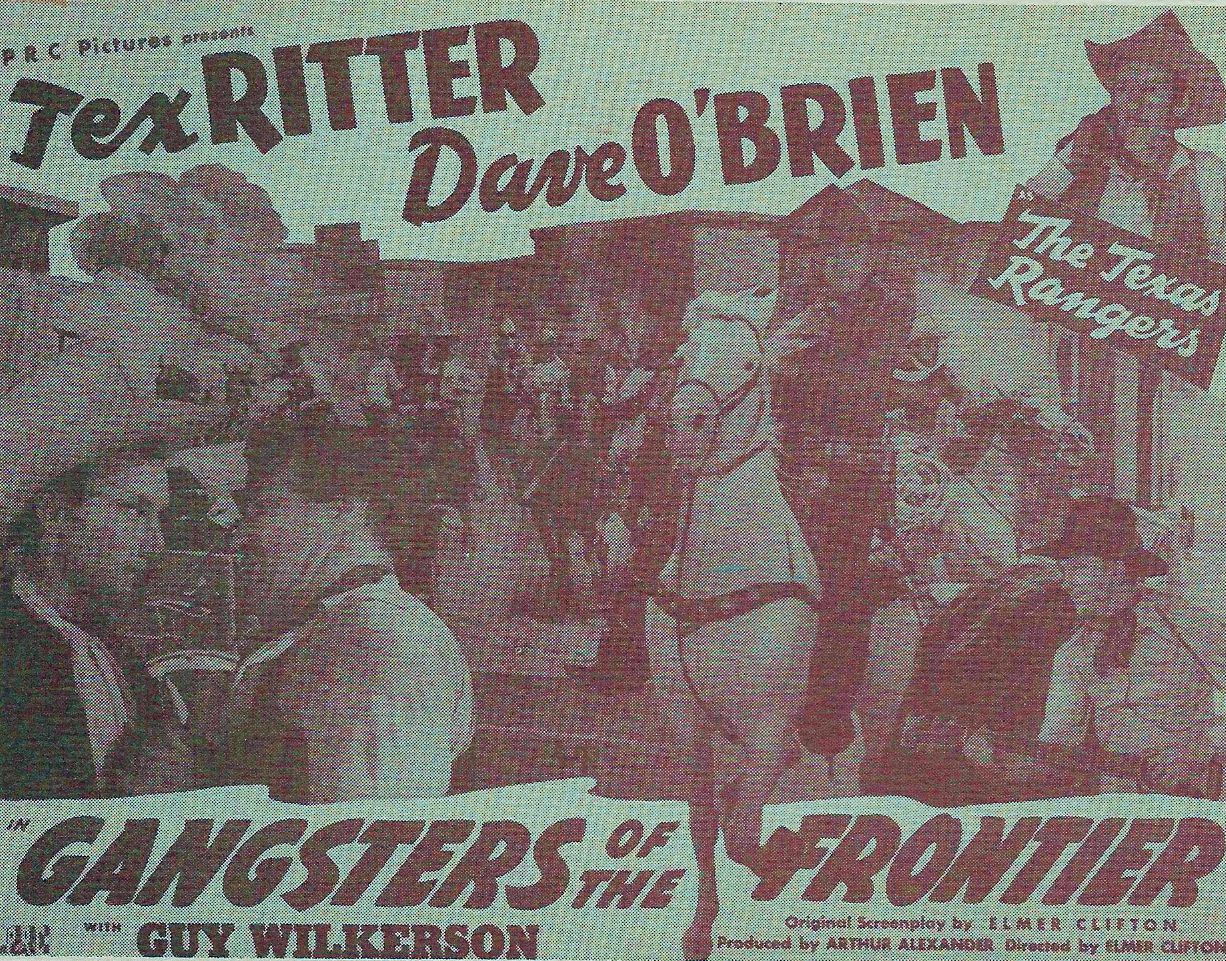 PRC Pictures presents
Tex RITTER
Dave O'BRIEN
AS
The Texas
Rangers
IN
GANGSTERS OF THE FRONTIER
WITH
GUY WILKERSON
Original Screenplay by ELMER CLIFTON
Produced by ARTHUR ALEXANDER Directed by ELMER CLIFTON